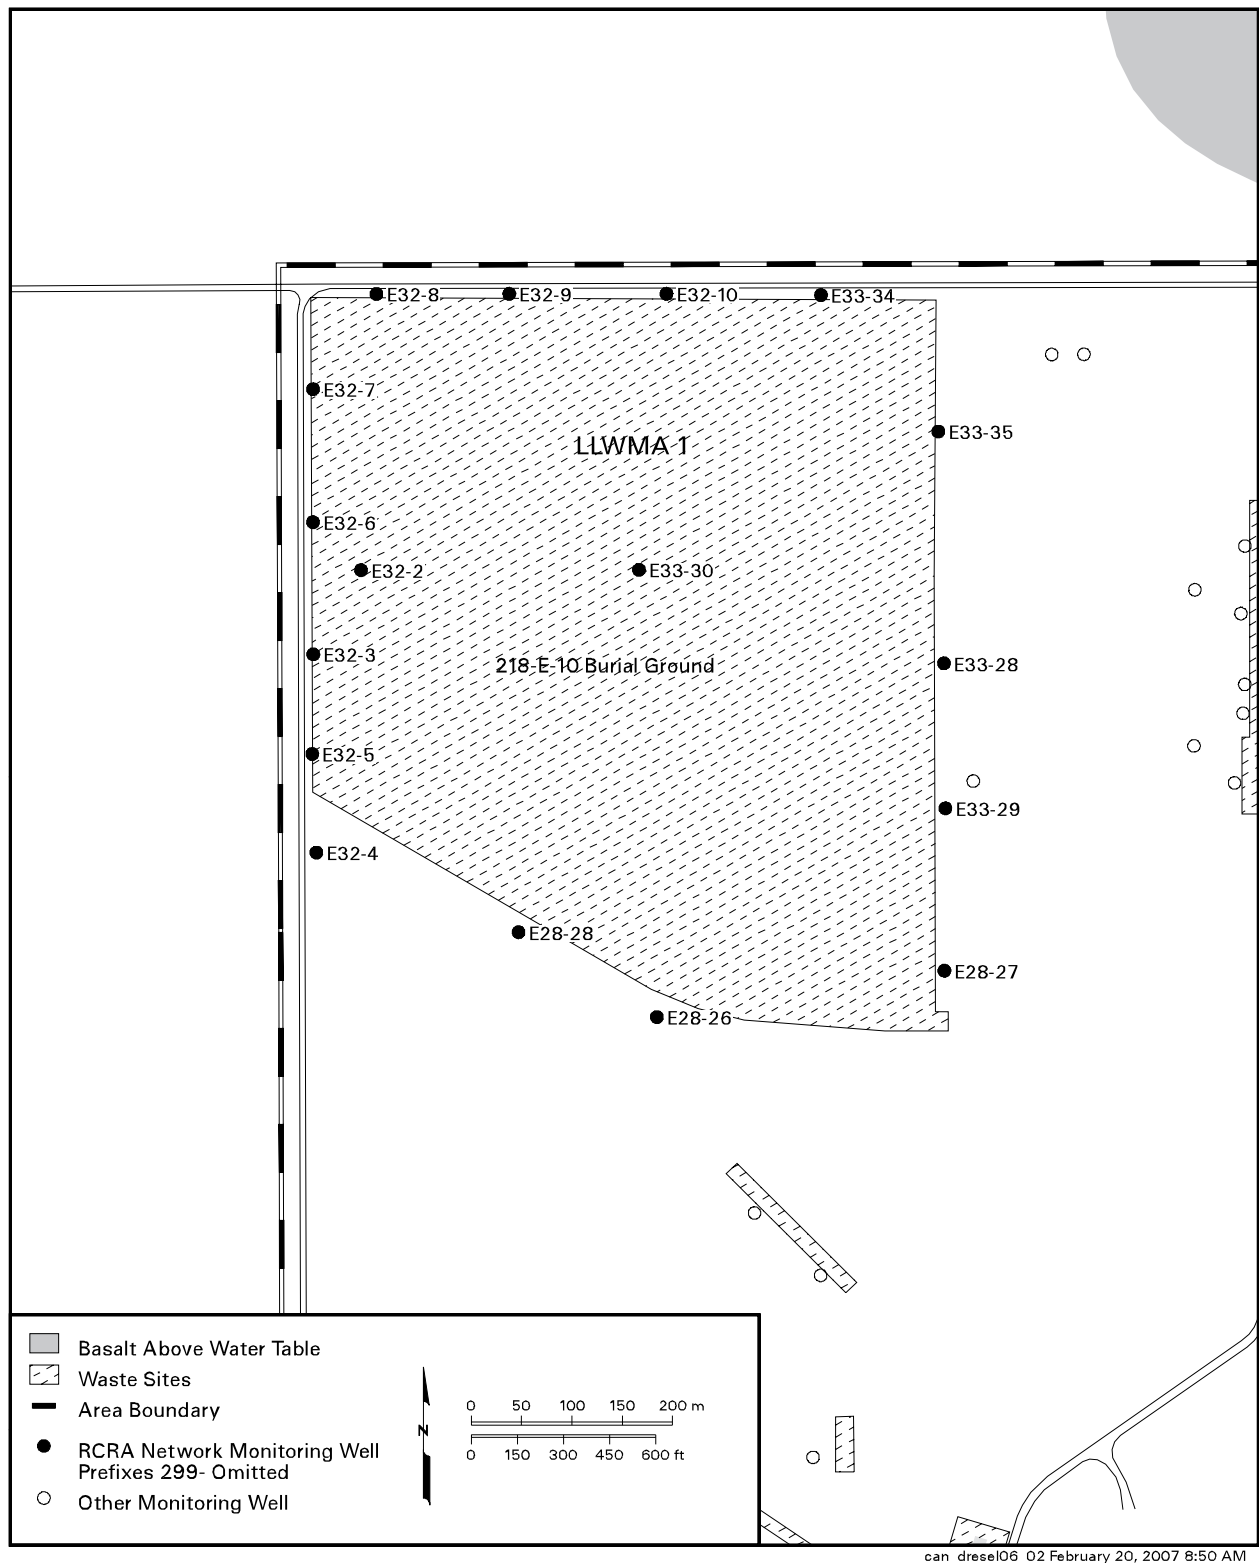 E32-8
E32-9
E32-10
E33-34
E32-7
E33-35
LLWMA 1
E32-6
E32-2
E33-30
E32-3
218-E-10 Burial Ground
E33-28
E32-5
E33-29
E32-4
E28-28
E28-27
E28-26
Basalt Above Water Table
Waste Sites
Area Boundary
RCRA Network Monitoring Well
Prefixes 299- Omitted
Other Monitoring Well
N
0 50 100 150 200 m
0 150 300 450 600 ft
can_dresel06_02 February 20, 2007 8:50 AM